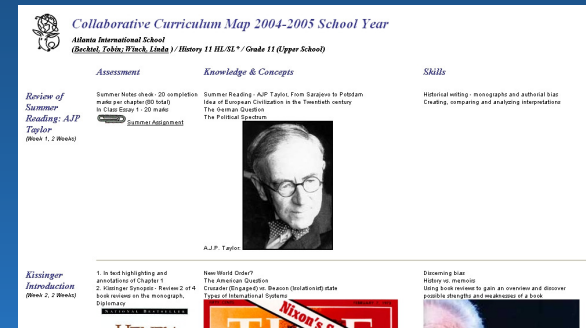 Collaborative Curriculum Map 2004-2005 School Year
Atlanta International School
(Bechtel, Tobin; Winck, Linda ) / History 11 HL/SL* / Grade 11 (Upper School)
Assessment
Knowledge & Concepts
Skills
Review of
Summer
Reading: AJP
Taylor
(Week 1, 2 Weeks)
Summer Notes check - 20 completion
marks per chapter (80 total)
In Class Essay 1 - 20 marks
Summer Assignment
Summer Reading - AJP Taylor, From Sarajevo to Potsdam
Idea of European Civilization in the Twentieth century
The German Question
The Political Spectrum
A.J.P. Taylor:
Historical writing - monographs and authorial bias
Creating, comparing and analyzing interpretations
Kissinger
Introduction
(Week 2, 2 Weeks)
1. In text highlighting and
annotations of Chapter 1
2. Kissinger Synopsis - Review 2 of 4
book reviews on the monograph,
Diplomacy
NATIONAL BESTSELLER
New World Order?
The American Question
Crusader (Engaged) vs. Beacon (Isolationist) state
Types of International Systems
Nixon's
Discerning bias
History vs. memoirs
Using book reviews to gain an overview and discover
possible strengths and weaknesses of a book